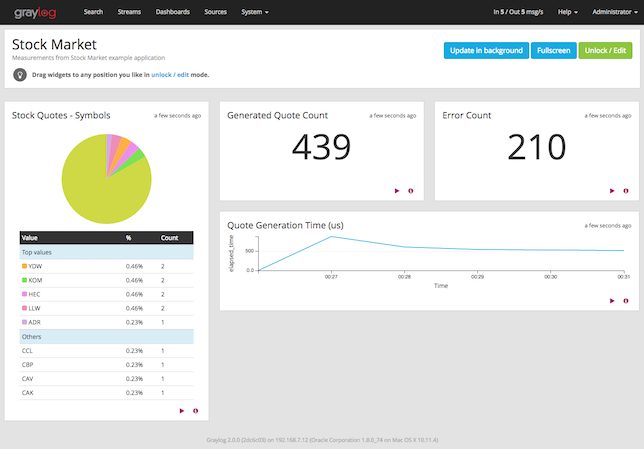 graylog Search Streams Dashboards Sources System In 5 / Out 5 msg/s Help Administrator
Stock Market
Measurements from Stock Market example application
Update in background Fullscreen Unlock / Edit
Drag widgets to any position you like in unlock / edit mode.
Stock Quotes - Symbols a few seconds ago
Value % Count
Top values
YOW 0.46% 2
KOM 0.46% 2
HEC 0.46% 2
LLW 0.46% 2
ADR 0.23% 1
Others
CCL 0.23% 1
CBP 0.23% 1
CAV 0.23% 1
CAK 0.23% 1
Generated Quote Count a few seconds ago
439
Error Count a few seconds ago
210
Quote Generation Time (us) a few seconds ago
elapsed_time
500
0.0
00:27 00:28 00:29 00:30 00:31
Time
Graylog 2.0.0 (2dc6c03) on 192.168.7.12 (Oracle Corporation 1.8.0_74 on Mac OS X 10.11.4)